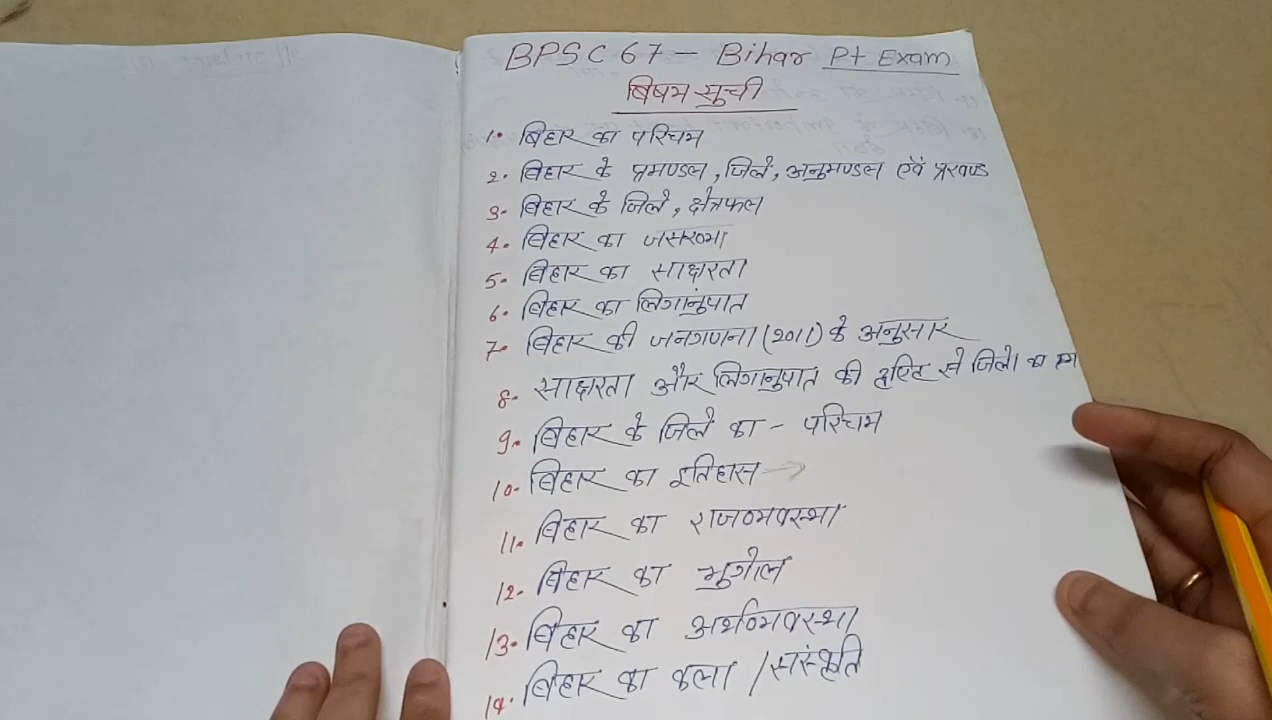 BPSC 67 - Bihar Pt Exam
बिषय सुची
1. बिहार का परिचय
2. बिहार के प्रमण्डल, जिले, अनुमण्डल एवं प्रखण्ड
3- बिहार के जिले, क्षेत्रफल
4. बिहार का जसंख्या
5- बिहार का साक्षरता
6. बिहार का लिगानुपात
7- बिहार की जनगणना (2011) के अनुसार
8- साक्षरता और लिगानुपात की दृष्टि से जिलो का
9. बिहार के जिले का - परिचय
10- बिहार का इतिहास →
11. बिहार का राजव्यवस्था
12- बिहार का भुगोल
13. बिहार का अर्थव्यवस्था
14. बिहार का कला / संस्कृति